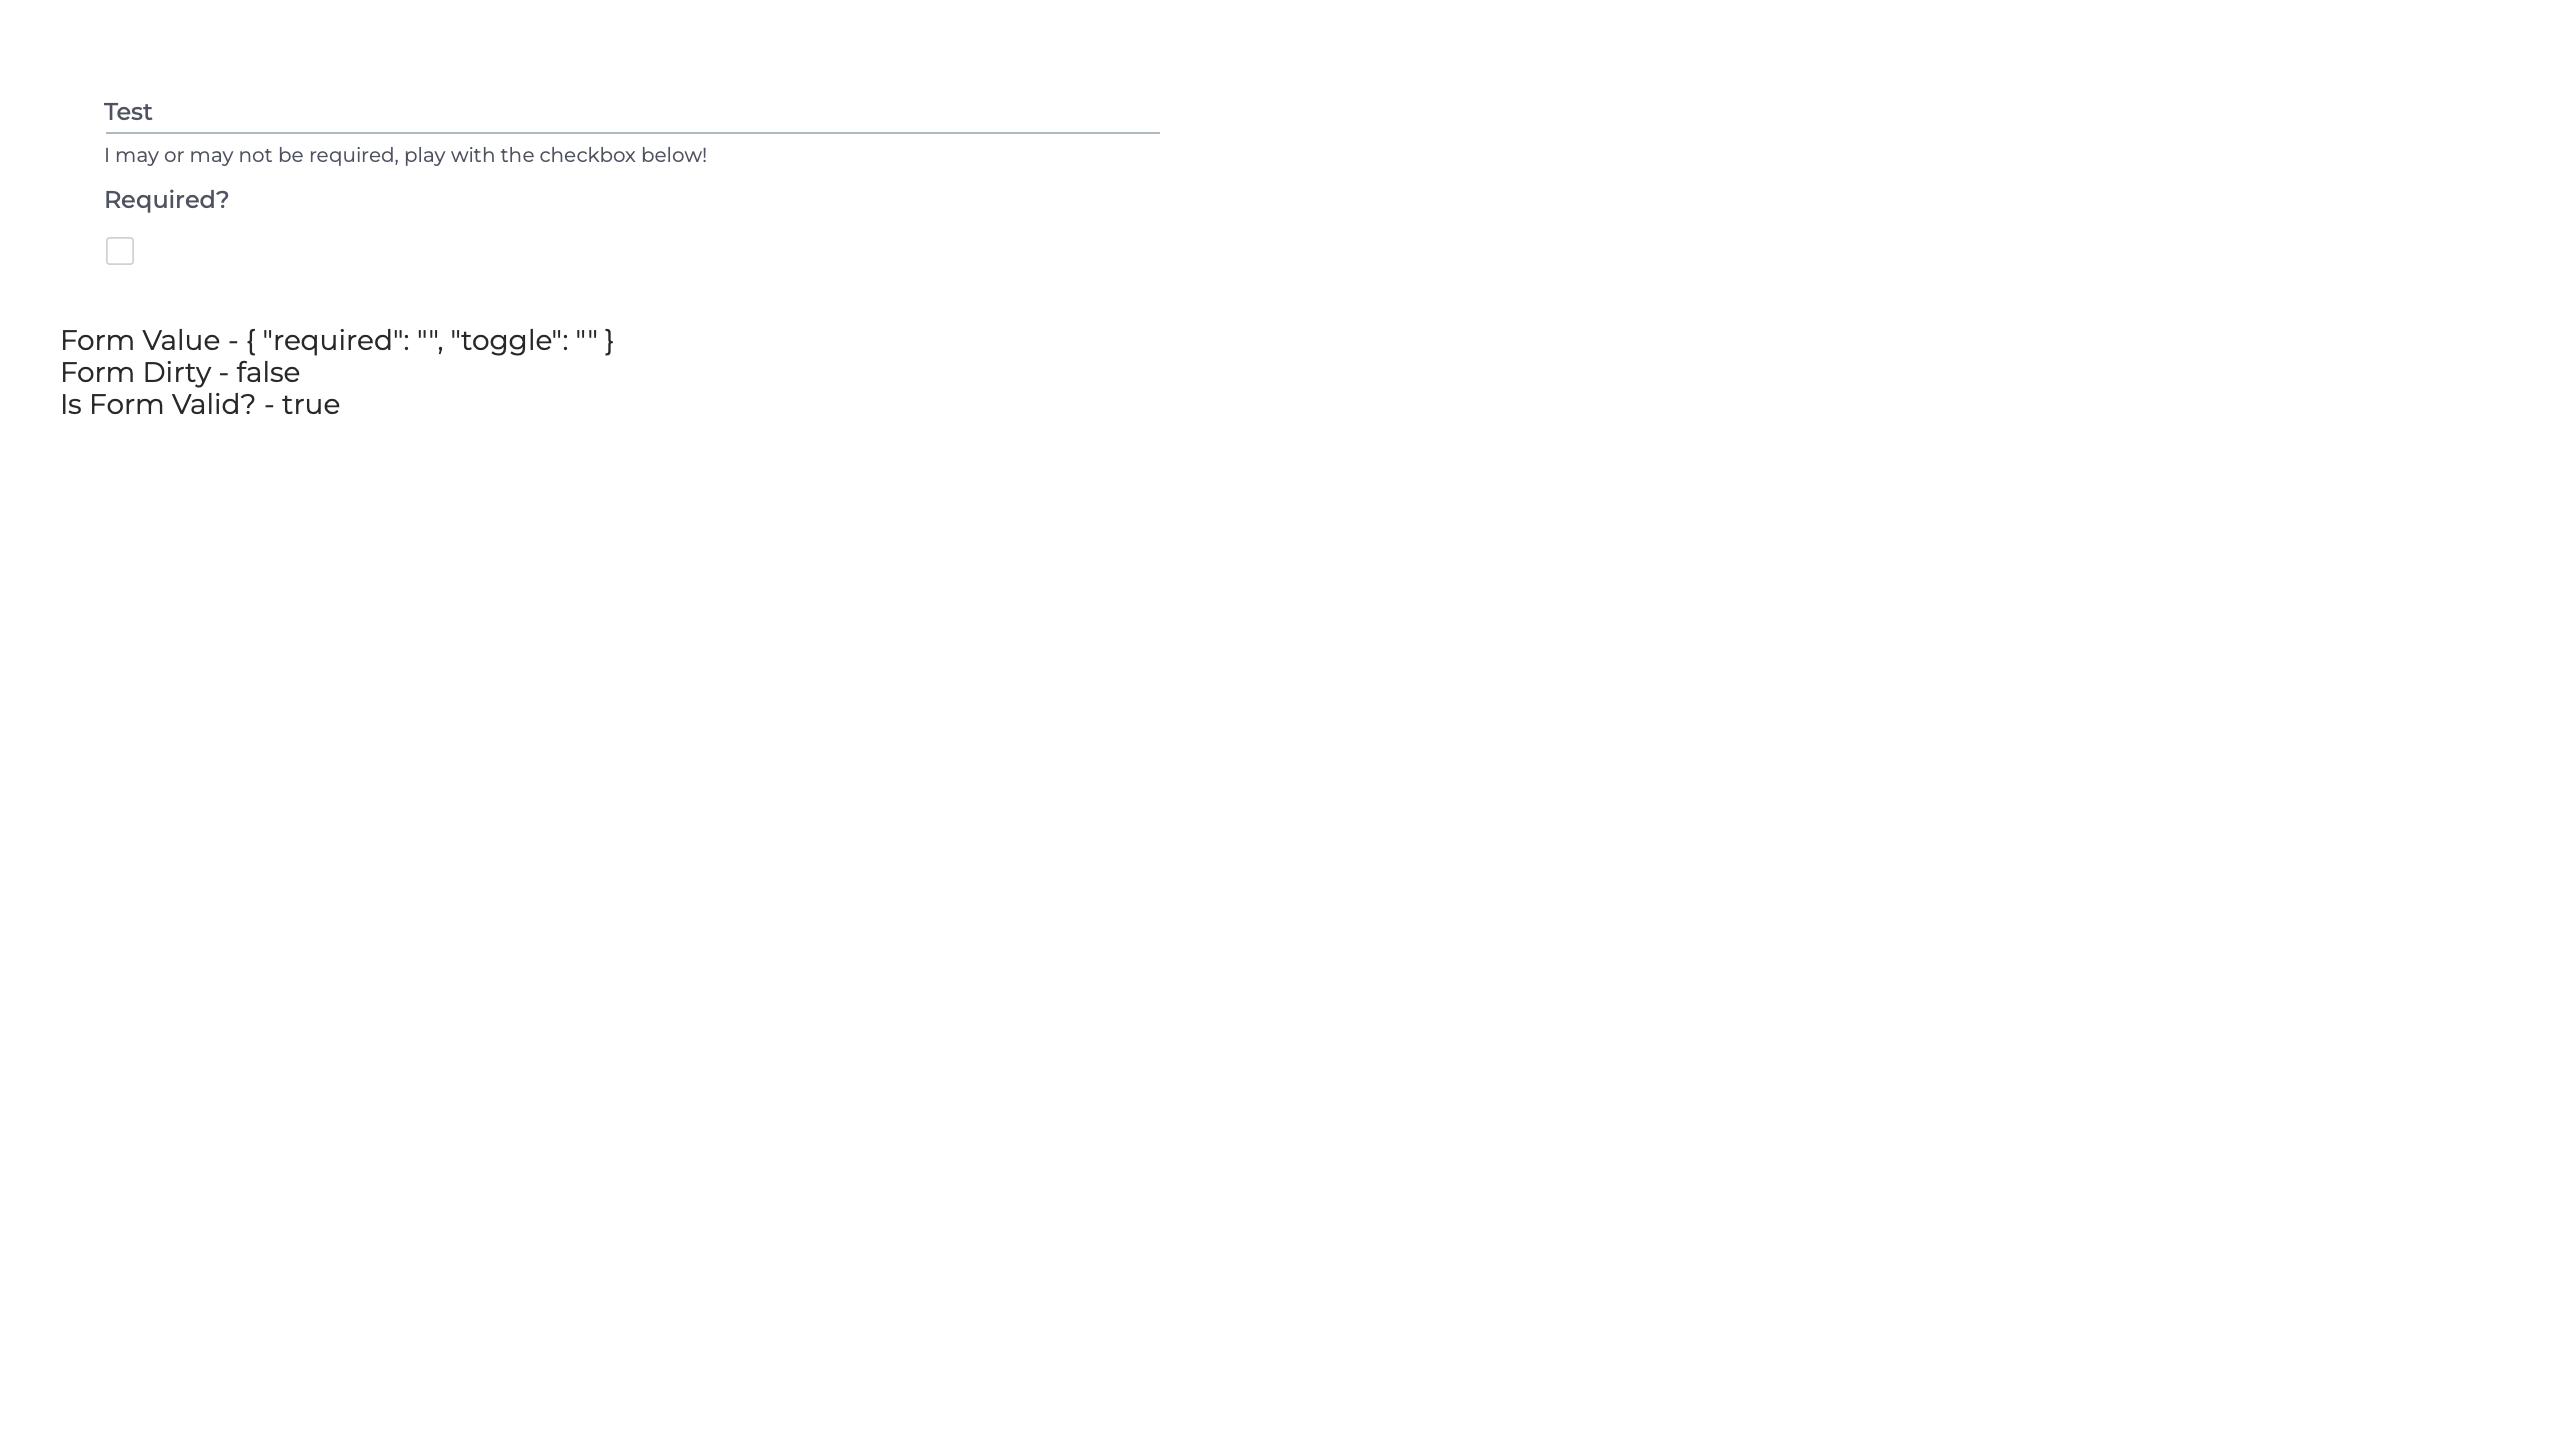 Test
I may or may not be required, play with the checkbox below!
Required?
Form Value - { "required": "", "toggle": "" }
Form Dirty - false
Is Form Valid? - true